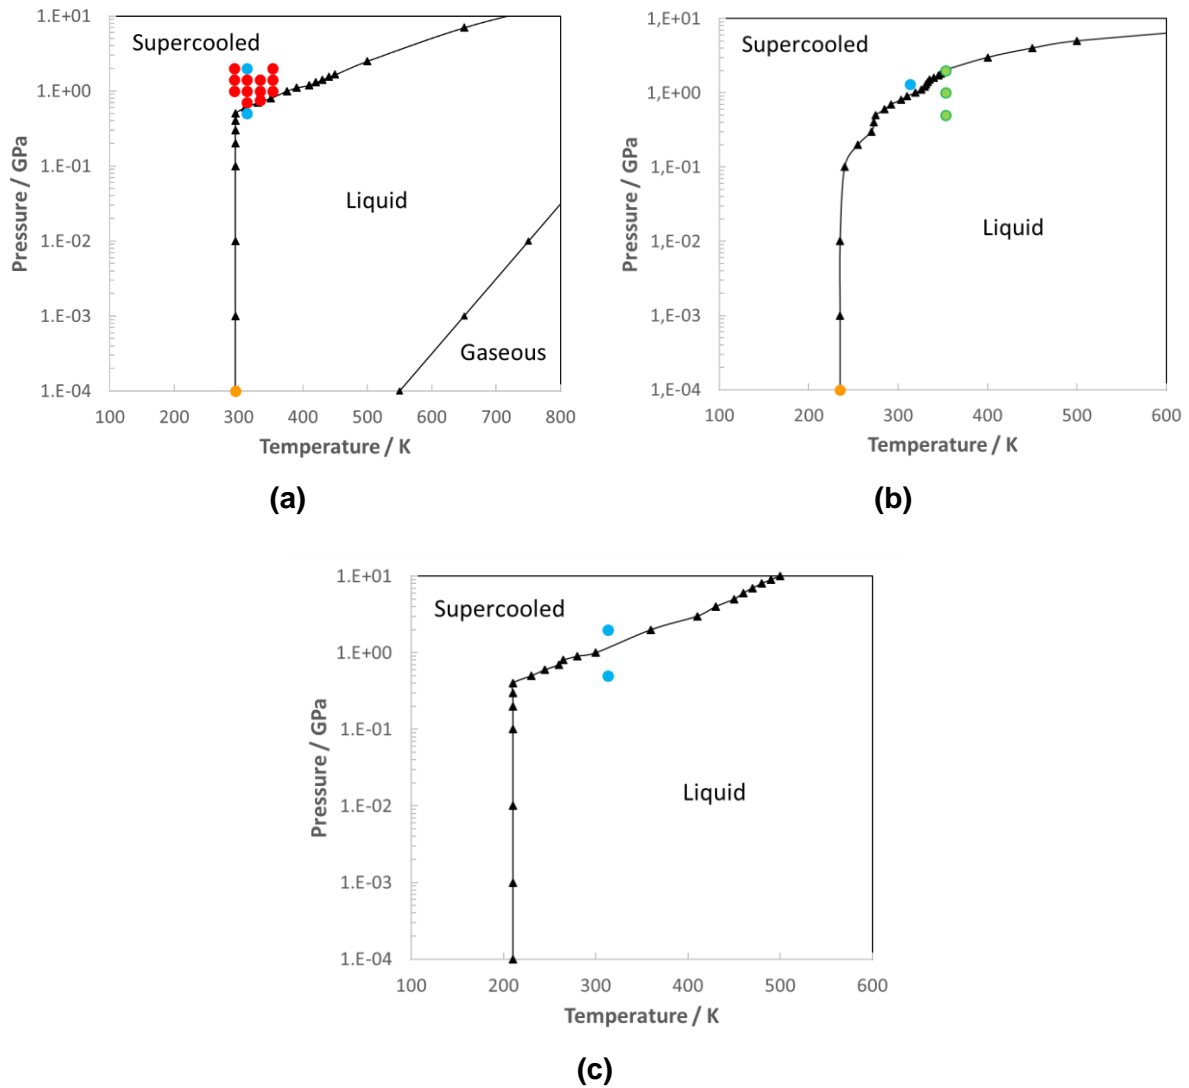 1.E+01
Supercooled
1.E+00
1.E-01
Liquid
1.E-02
1.E-03
Gaseous
1.E-04
100 200 300 400 500 600 700 800
Pressure / GPa
Temperature / K
(a)
1,E+01
Supercooled
1,E+00
1,E-01
Liquid
1,E-02
1,E-03
1,E-04
100 200 300 400 500 600
Pressure / GPa
Temperature / K
(b)
1.E+01
Supercooled
1.E+00
1.E-01
Liquid
1.E-02
1.E-03
1.E-04
100 200 300 400 500 600
Pressure / GPa
Temperature / K
(c)